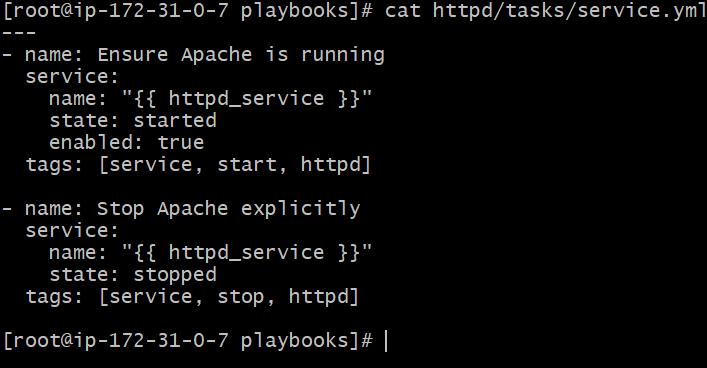 [root@ip-172-31-0-7 playbooks]# cat httpd/tasks/service.yml
---
- name: Ensure Apache is running
  service:
    name: "{{ httpd_service }}"
    state: started
    enabled: true
  tags: [service, start, httpd]

- name: Stop Apache explicitly
  service:
    name: "{{ httpd_service }}"
    state: stopped
  tags: [service, stop, httpd]

[root@ip-172-31-0-7 playbooks]#